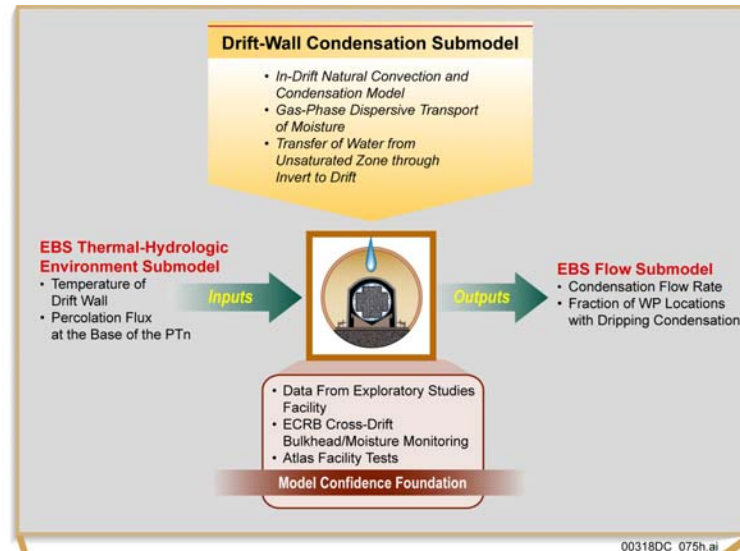 Drift-Wall Condensation Submodel
• In-Drift Natural Convection and
Condensation Model
• Gas-Phase Dispersive Transport
of Moisture
• Transfer of Water from
Unsaturated Zone through
Invert to Drift
EBS Thermal-Hydrologic
Environment Submodel
• Temperature of
Drift Wall
• Percolation Flux
at the Base of the PTn
Inputs
Outputs
EBS Flow Submodel
• Condensation Flow Rate
• Fraction of WP Locations
with Dripping Condensation
• Data From Exploratory Studies
Facility
• ECRB Cross-Drift
Bulkhead/Moisture Monitoring
• Atlas Facility Tests
Model Confidence Foundation
00318DC_075h.ai